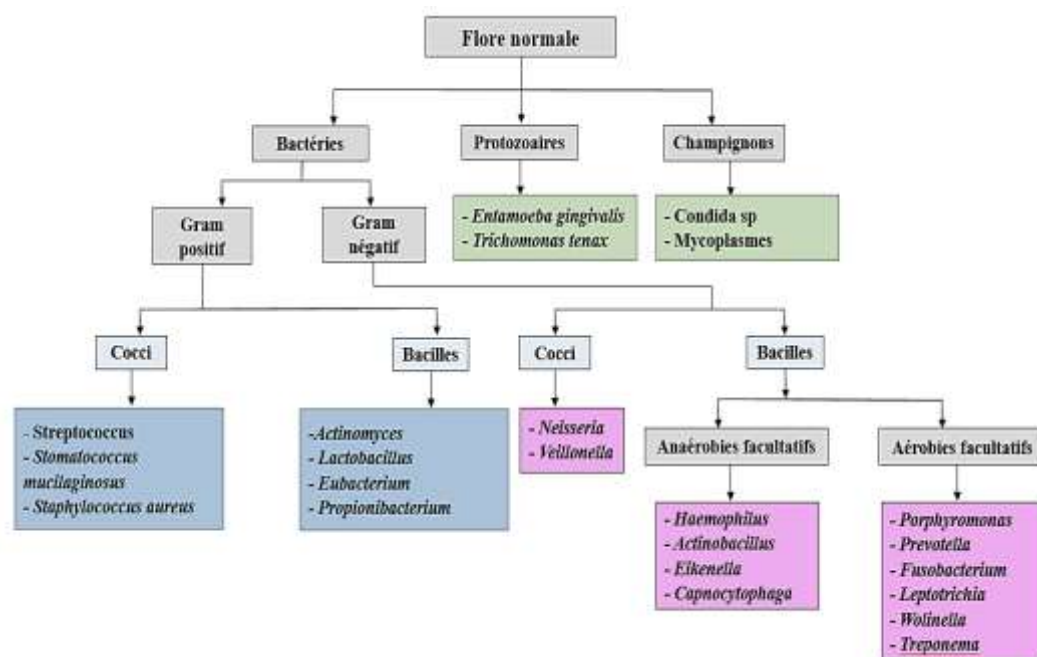 Flore normale
Bactéries
Protozoaires
Champignons
Gram
positif
Gram
négatif
- Entamoeba gingivalis
- Trichomonas tenax
- Condida sp
- Mycoplasmes
Cocci
Bacilles
Cocci
Bacilles
- Streptococcus
- Stomatococcus
mucilaginosus
- Staphylococcus aureus
-Actinomyces
- Lactobacillus
- Eubacterium
- Propionibacterium
- Neisseria
- Veillonella
Anaérobies facultatifs
Aérobies facultatifs
- Haemophilus
- Actinobacillus
- Eikenella
- Capnocytophaga
- Porphyromonas
- Prevotella
- Fusobacterium
- Leptotrichia
- Wolinella
- Treponema